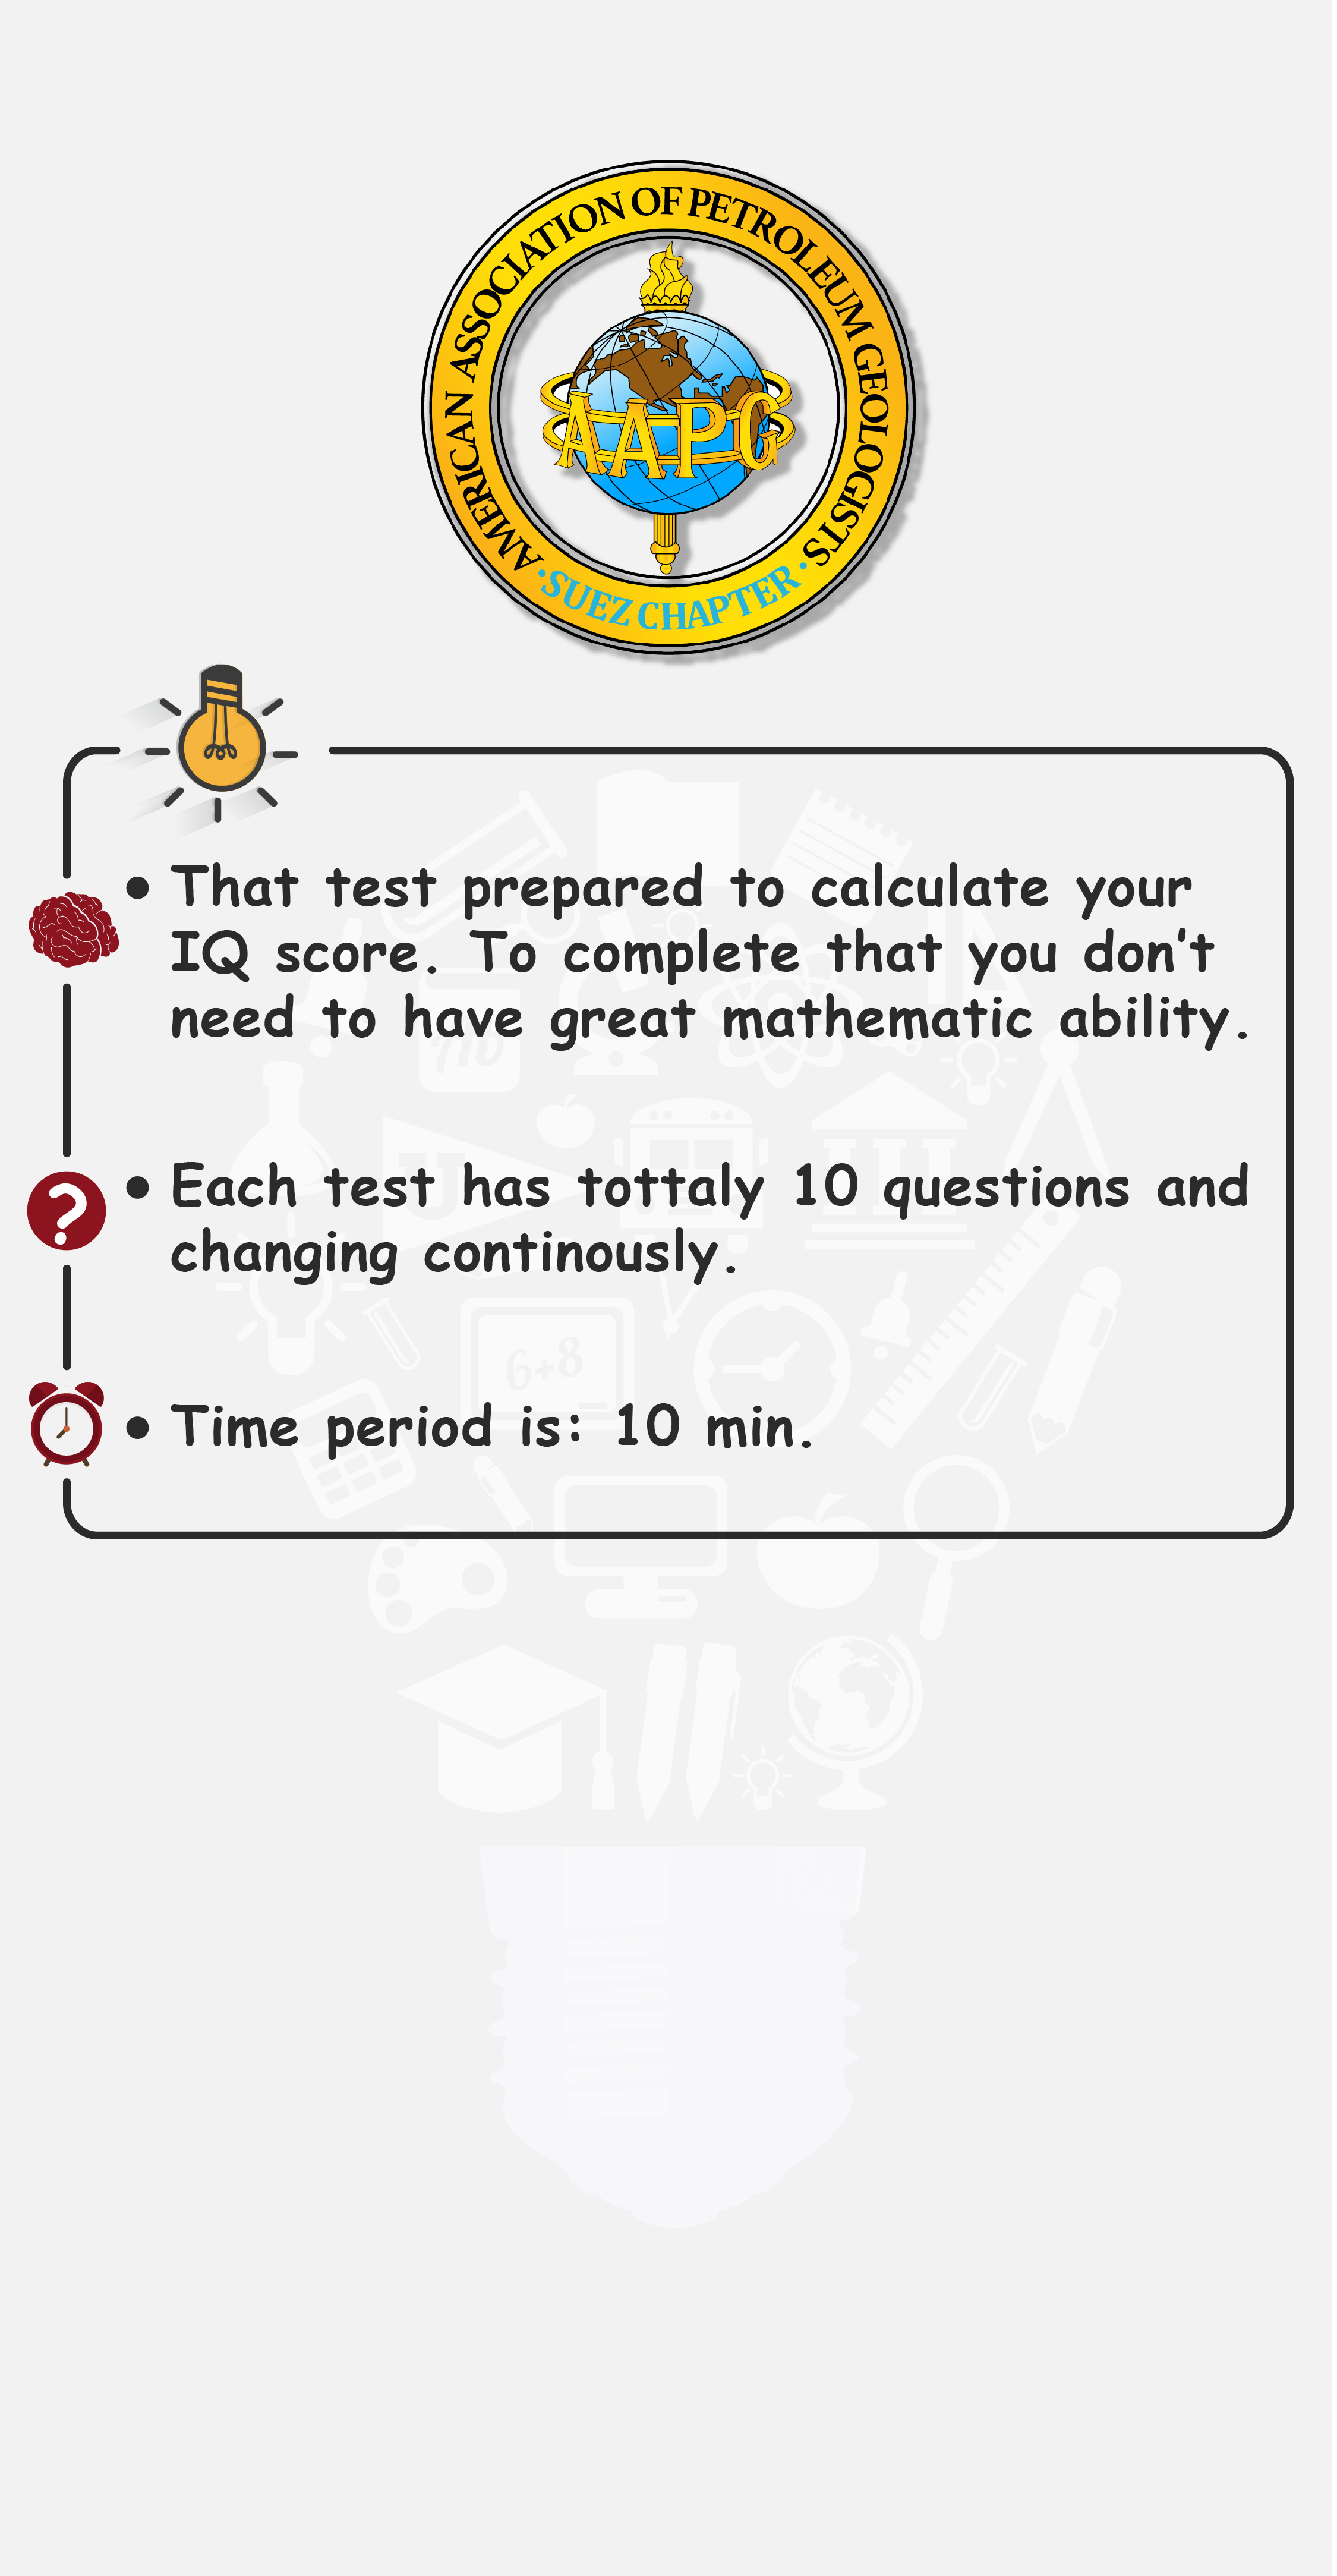 AMERICAN ASSOCIATION OF PETROLEUM GEOLOGISTS
AAPG
·SUEZ CHAPTER·
• That test prepared to calculate your
IQ score. To complete that you don't
need to have great mathematic ability.
• Each test has tottaly 10 questions and
changing continously.
• Time period is: 10 min.
?
U
6+8